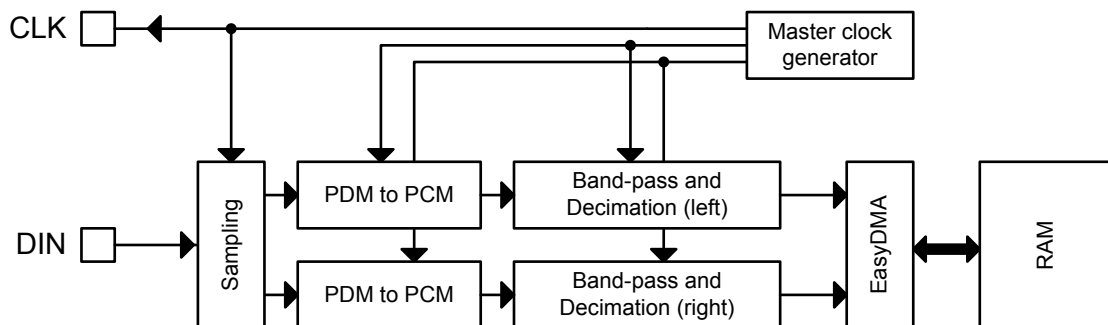 CLK
Master clock
generator
DIN
Sampling
PDM to PCM
Band-pass and
Decimation (left)
PDM to PCM
Band-pass and
Decimation (right)
EasyDMA
RAM